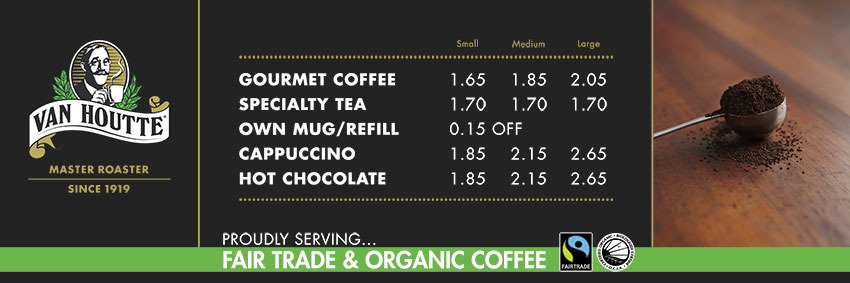 VAN HOUTTE
MASTER ROASTER
SINCE 1919
Small Medium Large
GOURMET COFFEE 1.65 1.85 2.05
SPECIALTY TEA 1.70 1.70 1.70
OWN MUG/REFILL 0.15 OFF
CAPPUCCINO 1.85 2.15 2.65
HOT CHOCOLATE 1.85 2.15 2.65
PROUDLY SERVING...
FAIR TRADE & ORGANIC COFFEE
FAIRTRADE